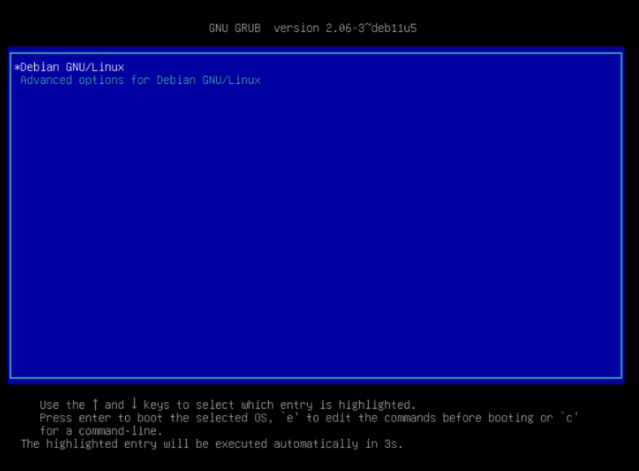 GNU GRUB  version 2.06-3~deb11u5
*Debian GNU/Linux
Advanced options for Debian GNU/Linux
Use the ↑ and ↓ keys to select which entry is highlighted.
Press enter to boot the selected OS, `e' to edit the commands before booting or `c'
for a command-line.
The highlighted entry will be executed automatically in 3s.